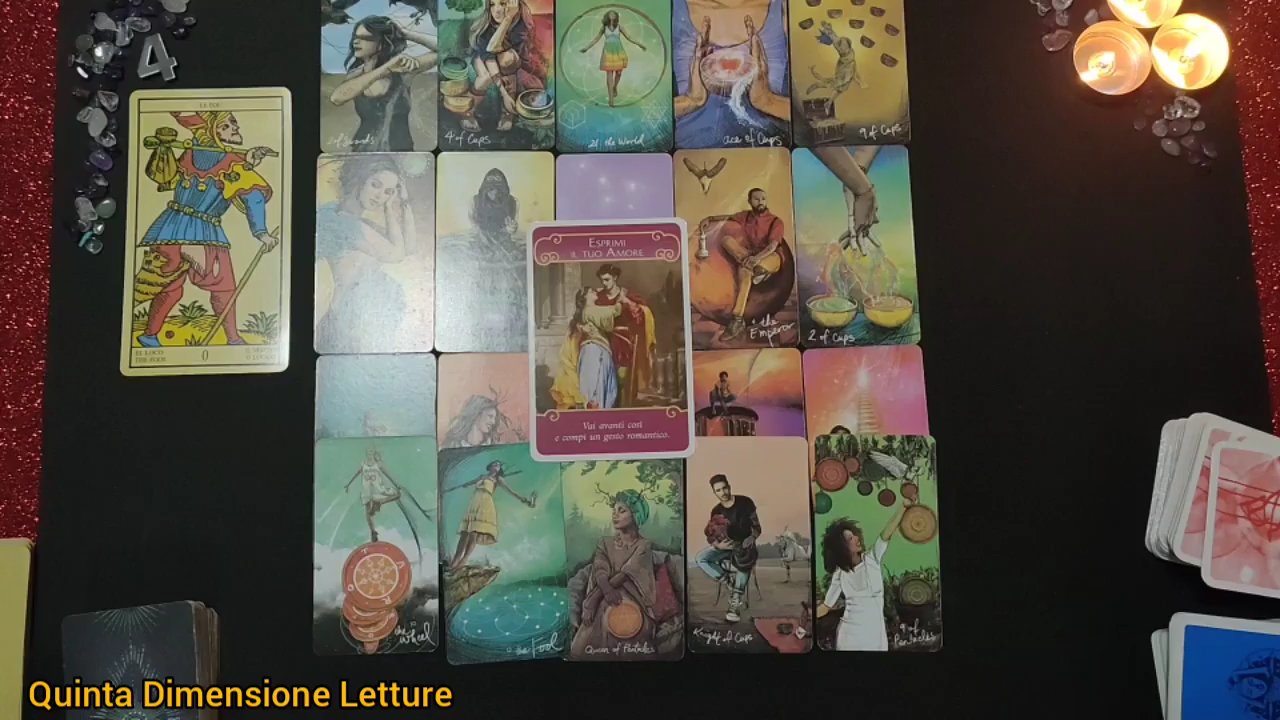 4
2 of Swords
4 of Cups
21 the World
ace of Cups
9 of Cups
EL LOCO
THE FOOL
0
ESPRIMI
IL TUO AMORE
the
Emperor
2 of Cups
Vai avanti così
e compi un gesto romantico.
the
Wheel
0 the Fool
Queen of Pentacles
Knight of Cups
9 of
Pentacles
Quinta Dimensione Letture